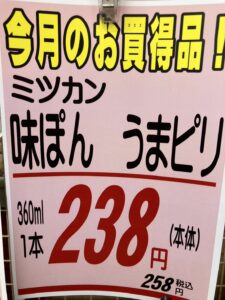 今月のお買得品!
ミツカン
味ぽん うまピリ
360ml
1本
238円
(本体)
258円
税込